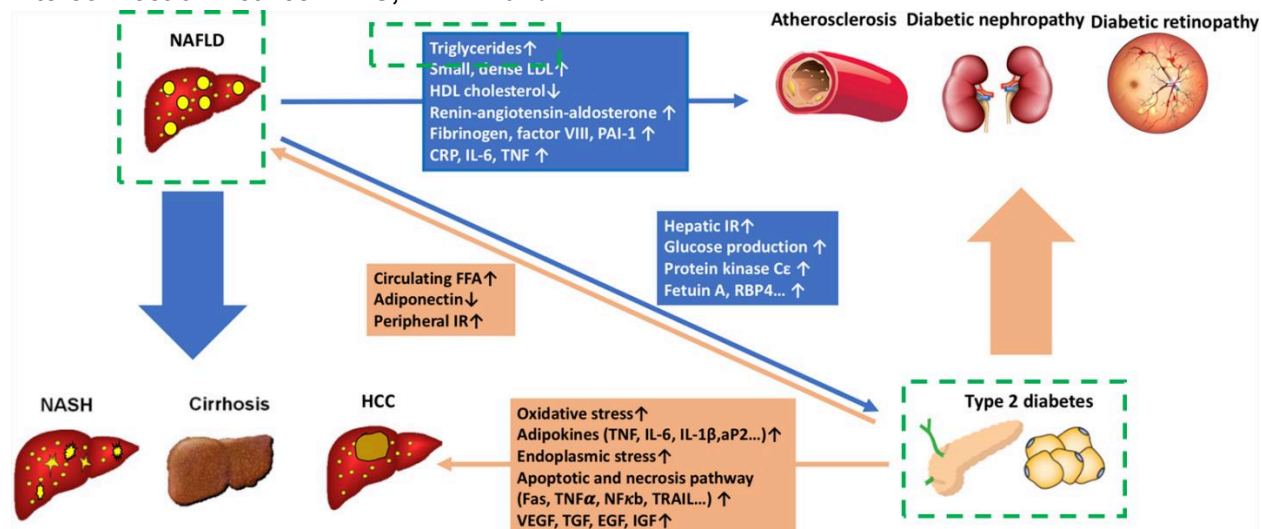 NAFLD
Triglycerides↑
Small, dense LDL↑
HDL cholesterol↓
Renin-angiotensin-aldosterone ↑
Fibrinogen, factor VIII, PAI-1 ↑
CRP, IL-6, TNF ↑
Atherosclerosis
Diabetic nephropathy
Diabetic retinopathy
Hepatic IR↑
Glucose production ↑
Protein kinase Cε ↑
Fetuin A, RBP4... ↑
Circulating FFA↑
Adiponectin↓
Peripheral IR↑
NASH
Cirrhosis
HCC
Oxidative stress↑
Adipokines (TNF, IL-6, IL-1β,aP2...)↑
Endoplasmic stress↑
Apoptotic and necrosis pathway
(Fas, TNFα, NFxb, TRAIL...) ↑
VEGF, TGF, EGF, IGF↑
Type 2 diabetes